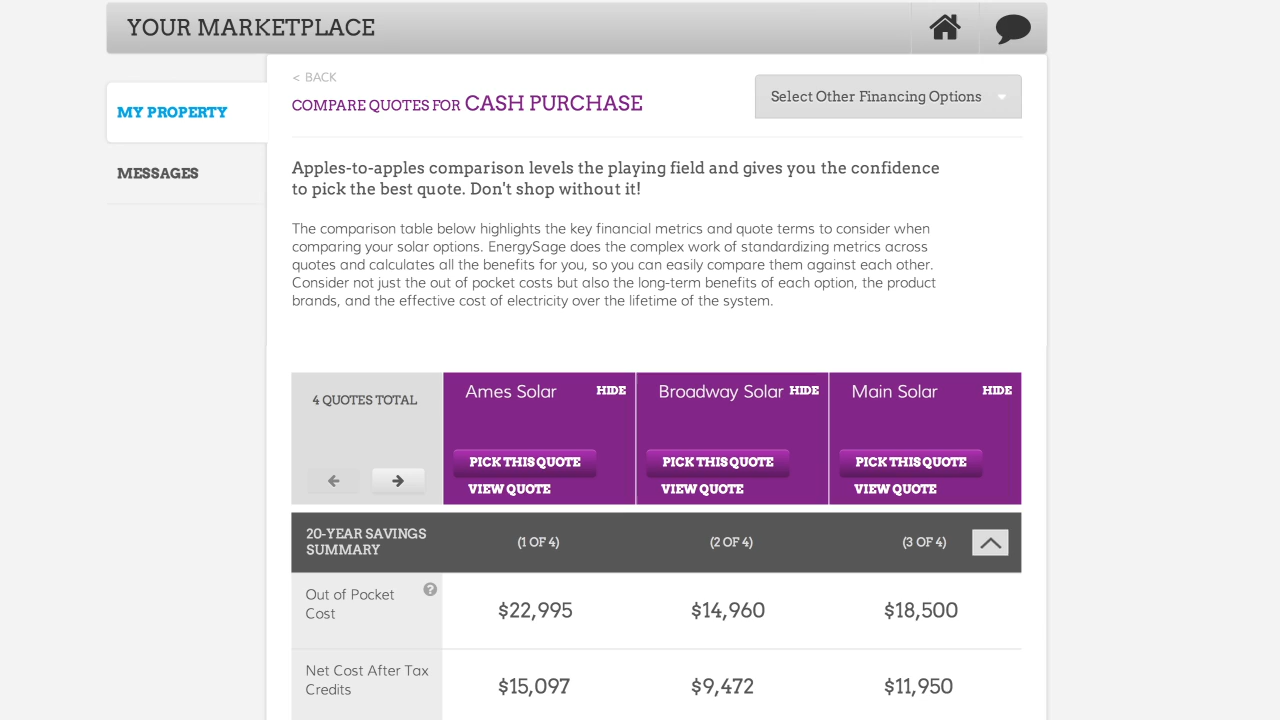 YOUR MARKETPLACE
MY PROPERTY
MESSAGES
< BACK
COMPARE QUOTES FOR CASH PURCHASE
Select Other Financing Options
Apples-to-apples comparison levels the playing field and gives you the confidence
to pick the best quote. Don't shop without it!
The comparison table below highlights the key financial metrics and quote terms to consider when
comparing your solar options. EnergySage does the complex work of standardizing metrics across
quotes and calculates all the benefits for you, so you can easily compare them against each other.
Consider not just the out of pocket costs but also the long-term benefits of each option, the product
brands, and the effective cost of electricity over the lifetime of the system.
4 QUOTES TOTAL
Ames Solar HIDE
PICK THIS QUOTE
VIEW QUOTE
Broadway Solar HIDE
PICK THIS QUOTE
VIEW QUOTE
Main Solar HIDE
PICK THIS QUOTE
VIEW QUOTE
20-YEAR SAVINGS
SUMMARY
(1 OF 4) (2 OF 4) (3 OF 4)
Out of Pocket ?
Cost
$22,995 $14,960 $18,500
Net Cost After Tax
Credits
$15,097 $9,472 $11,950